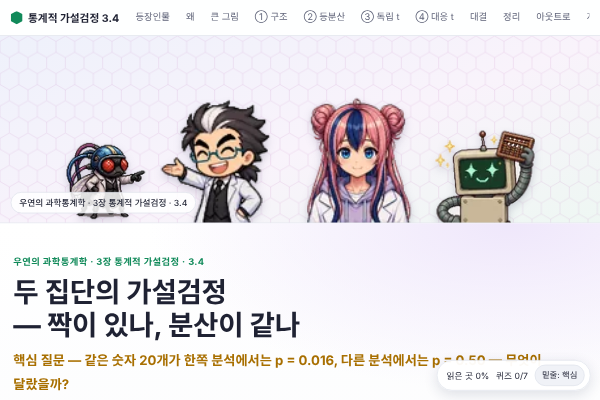 통계적 가설검정 3.4 등장인물 왜 큰 그림 ① 구조 ② 등분산 ③ 독립 t ④ 대응 t 대결 정리 아웃트로
우연의 과학통계학 · 3장 통계적 가설검정 · 3.4
우연의 과학통계학 · 3장 통계적 가설검정 · 3.4
두 집단의 가설검정
— 짝이 있나, 분산이 같나
핵심 질문 — 같은 숫자 20개가 한쪽 분석에서는 p = 0.016, 다른 분석에서는 p = 0.50 — 무엇이
달랐을까?
읽은 곳 0% 퀴즈 0/7 밑줄: 핵심